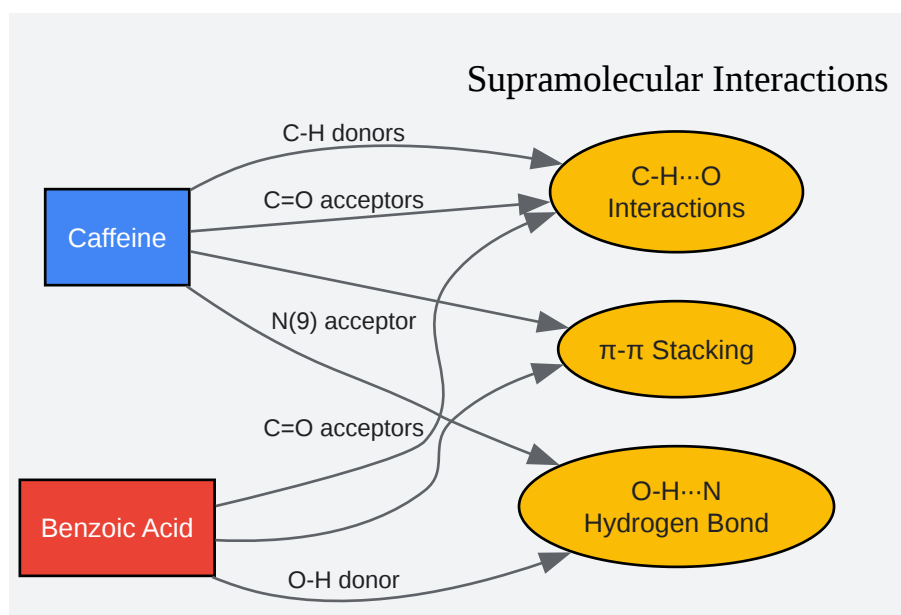 Supramolecular Interactions
C-H donors
C-H···O
Interactions
C=O acceptors
Caffeine
N(9) acceptor
π-π Stacking
C=O acceptors
O-H···N
Hydrogen Bond
Benzoic Acid
O-H donor